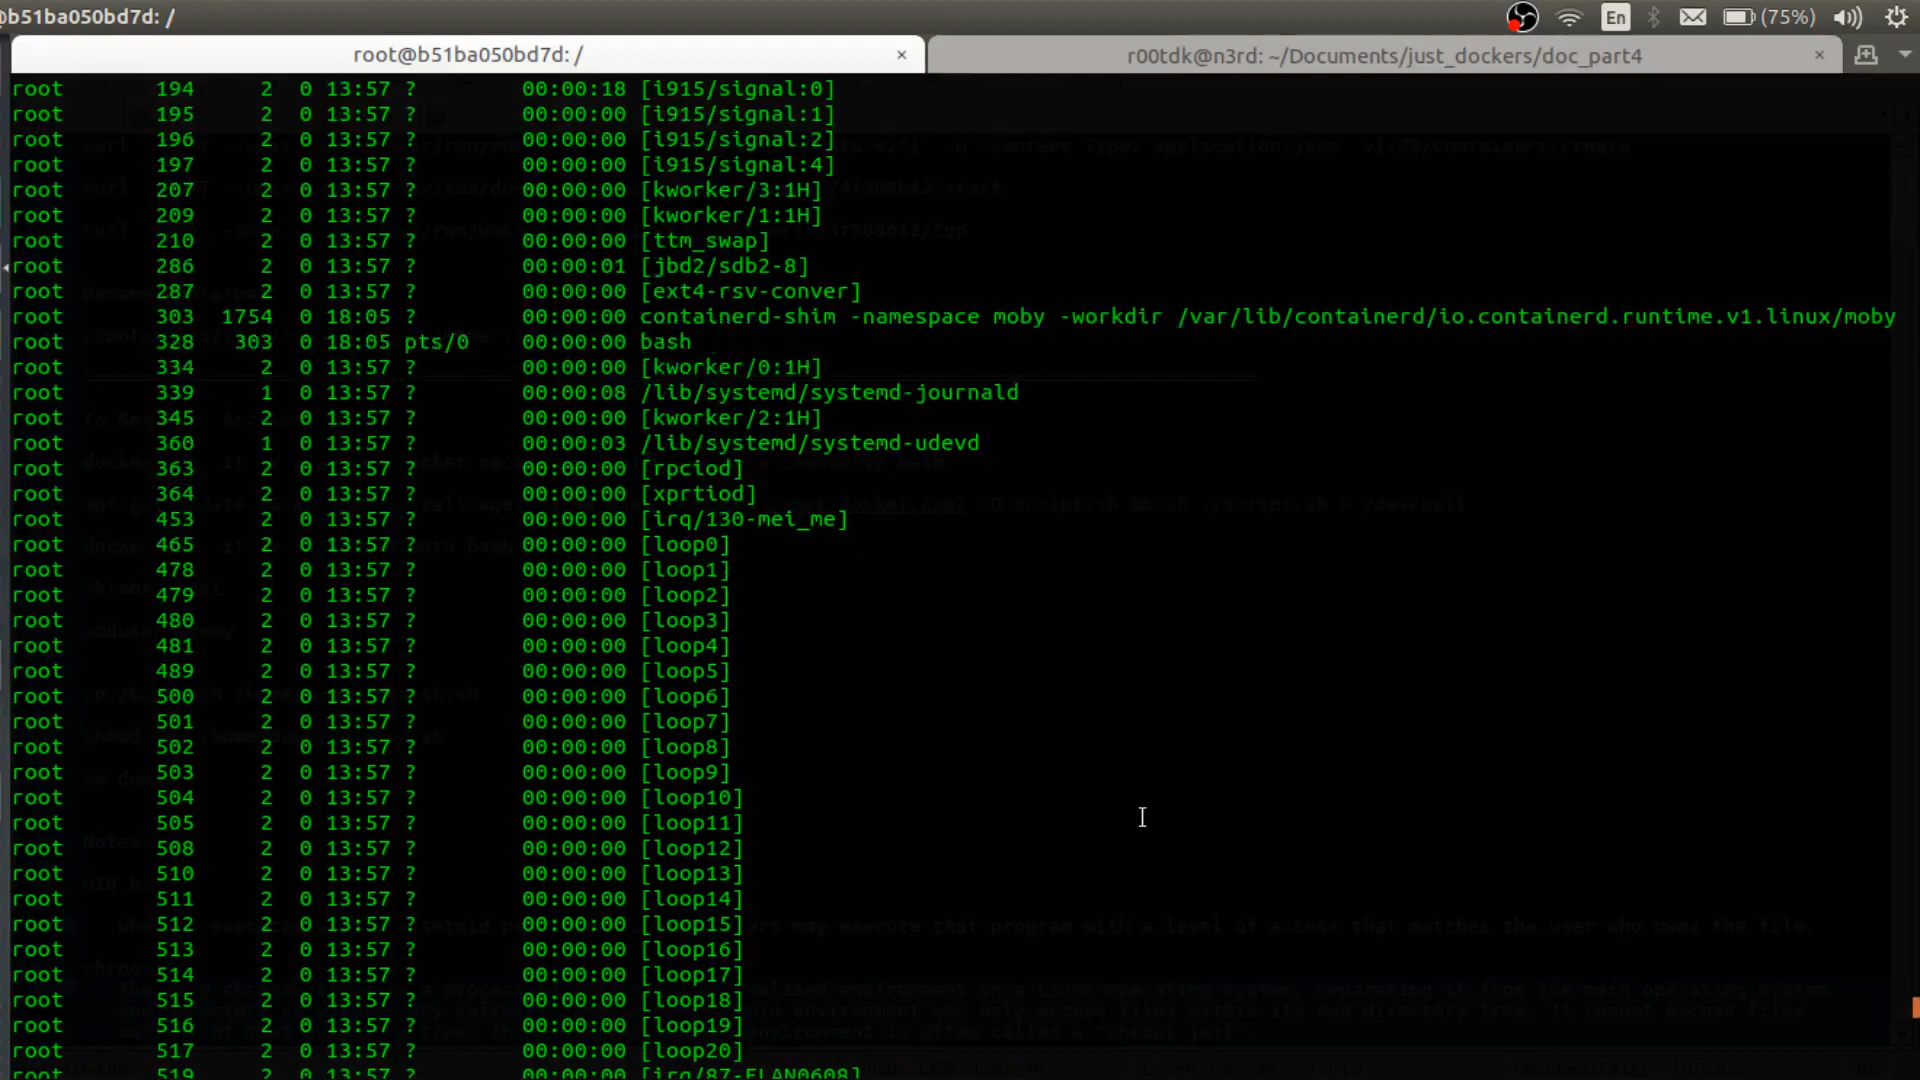 @b51ba050bd7d: /
En (75%)
root@b51ba050bd7d: / × r00tdk@n3rd: ~/Documents/just_dockers/doc_part4 ×
root 194 2 0 13:57 ? 00:00:18 [i915/signal:0]
root 195 2 0 13:57 ? 00:00:00 [i915/signal:1]
root 196 2 0 13:57 ? 00:00:00 [i915/signal:2]
root 197 2 0 13:57 ? 00:00:00 [i915/signal:4]
root 207 2 0 13:57 ? 00:00:00 [kworker/3:1H]
root 209 2 0 13:57 ? 00:00:00 [kworker/1:1H]
root 210 2 0 13:57 ? 00:00:00 [ttm_swap]
root 286 2 0 13:57 ? 00:00:01 [jbd2/sdb2-8]
root 287 2 0 13:57 ? 00:00:00 [ext4-rsv-conver]
root 303 1754 0 18:05 ? 00:00:00 containerd-shim -namespace moby -workdir /var/lib/containerd/io.containerd.runtime.v1.linux/moby
root 328 303 0 18:05 pts/0 00:00:00 bash
root 334 2 0 13:57 ? 00:00:00 [kworker/0:1H]
root 339 1 0 13:57 ? 00:00:08 /lib/systemd/systemd-journald
root 345 2 0 13:57 ? 00:00:00 [kworker/2:1H]
root 360 1 0 13:57 ? 00:00:03 /lib/systemd/systemd-udevd
root 363 2 0 13:57 ? 00:00:00 [rpciod]
root 364 2 0 13:57 ? 00:00:00 [xprtiod]
root 453 2 0 13:57 ? 00:00:00 [irq/130-mei_me]
root 465 2 0 13:57 ? 00:00:00 [loop0]
root 478 2 0 13:57 ? 00:00:00 [loop1]
root 479 2 0 13:57 ? 00:00:00 [loop2]
root 480 2 0 13:57 ? 00:00:00 [loop3]
root 481 2 0 13:57 ? 00:00:00 [loop4]
root 489 2 0 13:57 ? 00:00:00 [loop5]
root 500 2 0 13:57 ? 00:00:00 [loop6]
root 501 2 0 13:57 ? 00:00:00 [loop7]
root 502 2 0 13:57 ? 00:00:00 [loop8]
root 503 2 0 13:57 ? 00:00:00 [loop9]
root 504 2 0 13:57 ? 00:00:00 [loop10]
root 505 2 0 13:57 ? 00:00:00 [loop11]
root 508 2 0 13:57 ? 00:00:00 [loop12]
root 510 2 0 13:57 ? 00:00:00 [loop13]
root 511 2 0 13:57 ? 00:00:00 [loop14]
root 512 2 0 13:57 ? 00:00:00 [loop15]
root 513 2 0 13:57 ? 00:00:00 [loop16]
root 514 2 0 13:57 ? 00:00:00 [loop17]
root 515 2 0 13:57 ? 00:00:00 [loop18]
root 516 2 0 13:57 ? 00:00:00 [loop19]
root 517 2 0 13:57 ? 00:00:00 [loop20]
root 519 2 0 13:57 ? 00:00:00 [irq/87-ELAN0608]